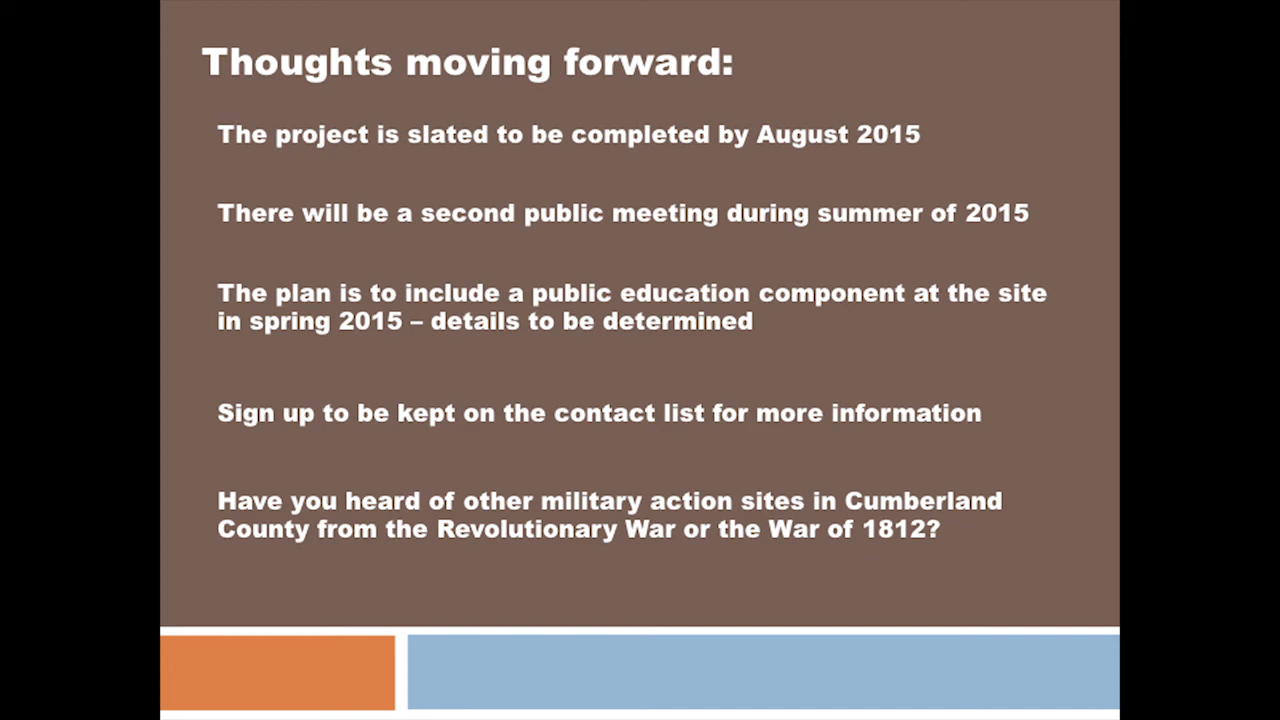 Thoughts moving forward:
The project is slated to be completed by August 2015
There will be a second public meeting during summer of 2015
The plan is to include a public education component at the site
in spring 2015 – details to be determined
Sign up to be kept on the contact list for more information
Have you heard of other military action sites in Cumberland
County from the Revolutionary War or the War of 1812?